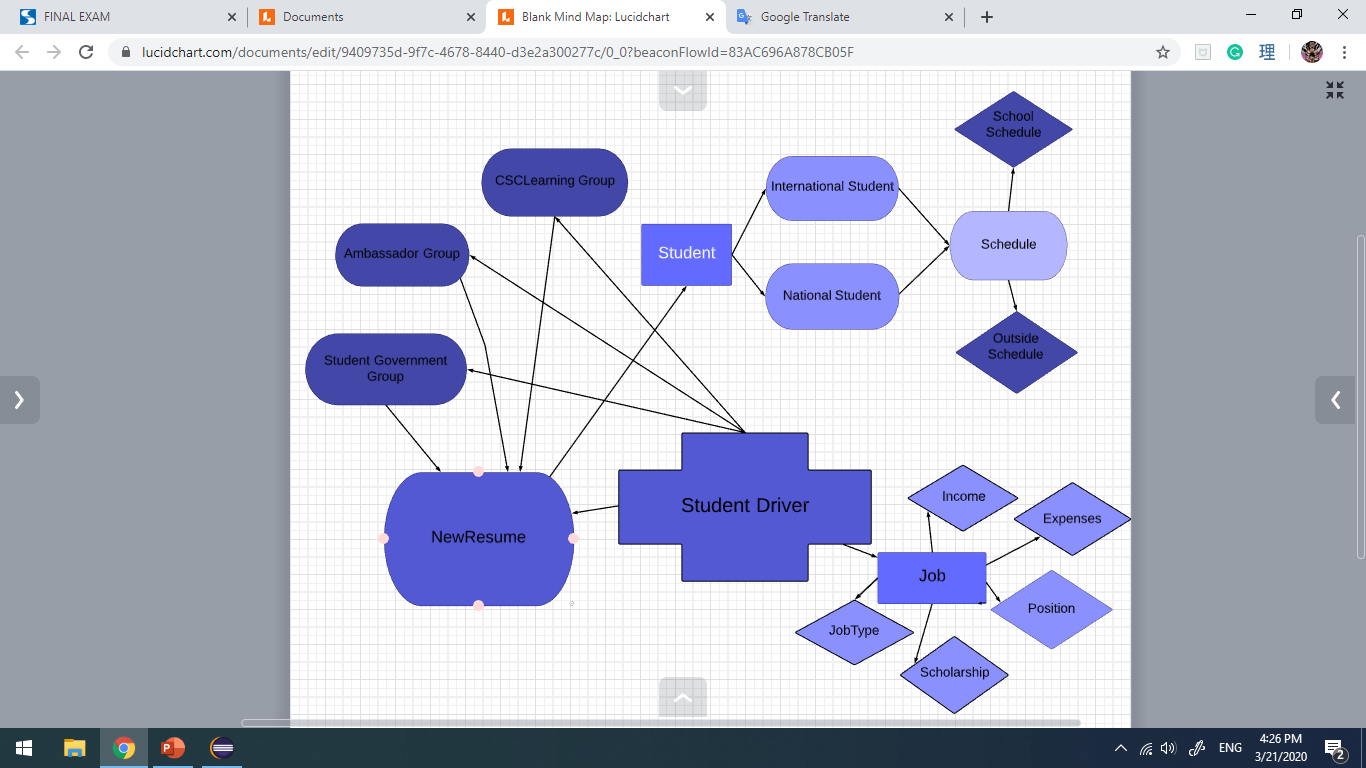 FINAL EXAM
Documents
Blank Mind Map: Lucidchart
Google Translate
lucidchart.com/documents/edit/9409735d-9f7c-4678-8440-d3e2a300277c/0_0?beaconFlowId=83AC696A878CB05F
理
School
Schedule
CSCLearning Group
International Student
Ambassador Group
Student
Schedule
National Student
Student Government
Group
Outside
Schedule
Income
Student Driver
Expenses
NewResume
Job
Position
JobType
Scholarship
ENG
4:26 PM
3/21/2020
2